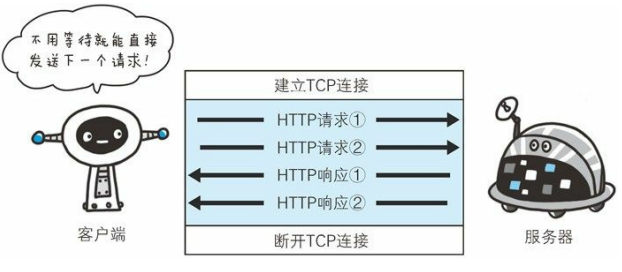 不用等待就能直接
发送下一个请求!
建立TCP连接
HTTP请求①
HTTP请求②
HTTP响应①
HTTP响应②
断开TCP连接
客户端
服务器